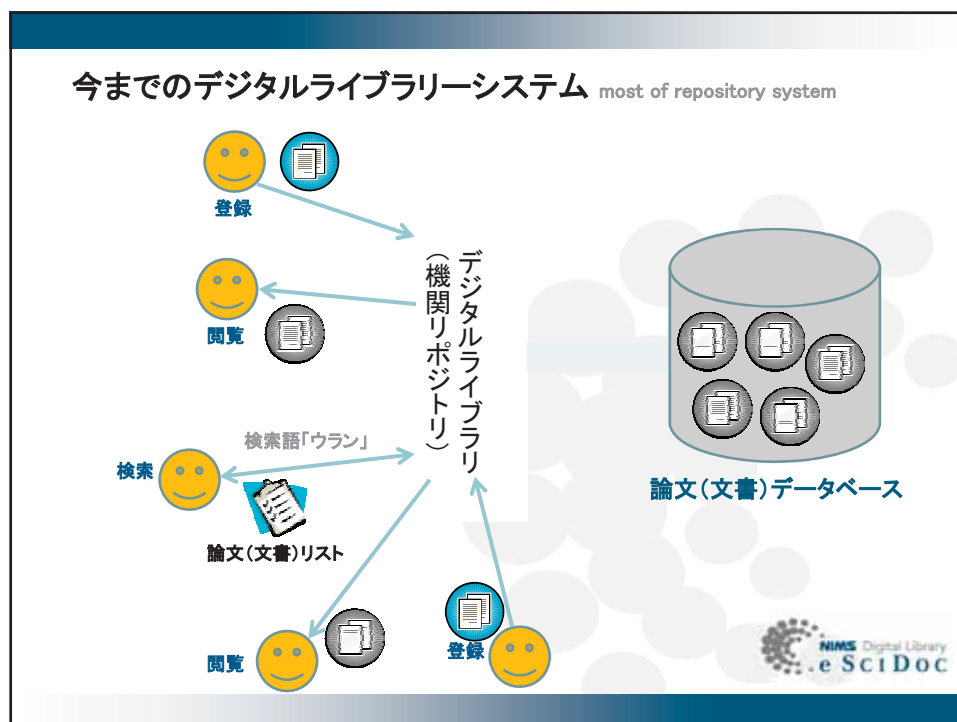 今までのデジタルライブラリーシステム most of repository system
登録
閲覧
デジタルライブラリ
（機関リポジトリ）
検索語「ウラン」
検索
論文（文書）リスト
論文（文書）データベース
閲覧
登録
NIMS Digital Library
e SciDoc